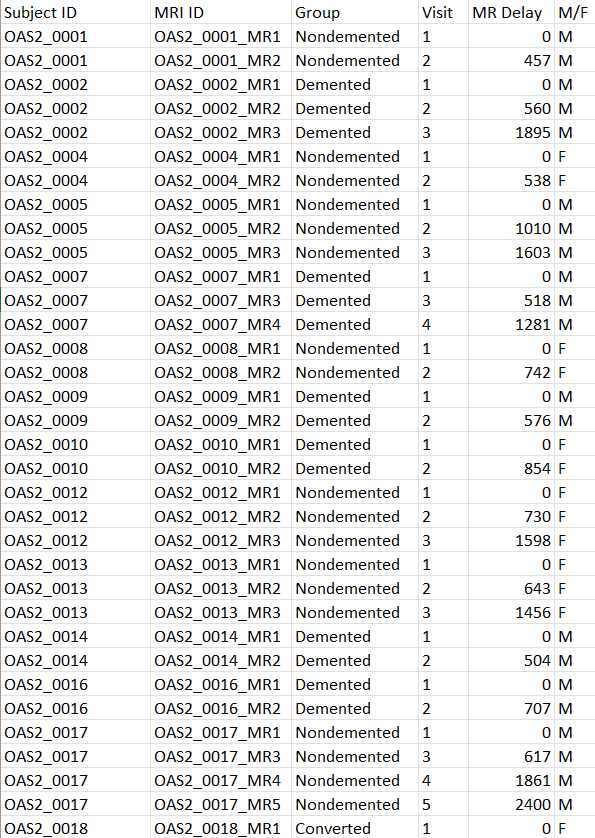 Subject ID MRI ID Group Visit MR Delay M/F
OAS2_0001 OAS2_0001_MR1 Nondemented 1 0 M
OAS2_0001 OAS2_0001_MR2 Nondemented 2 457 M
OAS2_0002 OAS2_0002_MR1 Demented 1 0 M
OAS2_0002 OAS2_0002_MR2 Demented 2 560 M
OAS2_0002 OAS2_0002_MR3 Demented 3 1895 M
OAS2_0004 OAS2_0004_MR1 Nondemented 1 0 F
OAS2_0004 OAS2_0004_MR2 Nondemented 2 538 F
OAS2_0005 OAS2_0005_MR1 Nondemented 1 0 M
OAS2_0005 OAS2_0005_MR2 Nondemented 2 1010 M
OAS2_0005 OAS2_0005_MR3 Nondemented 3 1603 M
OAS2_0007 OAS2_0007_MR1 Demented 1 0 M
OAS2_0007 OAS2_0007_MR3 Demented 3 518 M
OAS2_0007 OAS2_0007_MR4 Demented 4 1281 M
OAS2_0008 OAS2_0008_MR1 Nondemented 1 0 F
OAS2_0008 OAS2_0008_MR2 Nondemented 2 742 F
OAS2_0009 OAS2_0009_MR1 Demented 1 0 M
OAS2_0009 OAS2_0009_MR2 Demented 2 576 M
OAS2_0010 OAS2_0010_MR1 Demented 1 0 F
OAS2_0010 OAS2_0010_MR2 Demented 2 854 F
OAS2_0012 OAS2_0012_MR1 Nondemented 1 0 F
OAS2_0012 OAS2_0012_MR2 Nondemented 2 730 F
OAS2_0012 OAS2_0012_MR3 Nondemented 3 1598 F
OAS2_0013 OAS2_0013_MR1 Nondemented 1 0 F
OAS2_0013 OAS2_0013_MR2 Nondemented 2 643 F
OAS2_0013 OAS2_0013_MR3 Nondemented 3 1456 F
OAS2_0014 OAS2_0014_MR1 Demented 1 0 M
OAS2_0014 OAS2_0014_MR2 Demented 2 504 M
OAS2_0016 OAS2_0016_MR1 Demented 1 0 M
OAS2_0016 OAS2_0016_MR2 Demented 2 707 M
OAS2_0017 OAS2_0017_MR1 Nondemented 1 0 M
OAS2_0017 OAS2_0017_MR3 Nondemented 3 617 M
OAS2_0017 OAS2_0017_MR4 Nondemented 4 1861 M
OAS2_0017 OAS2_0017_MR5 Nondemented 5 2400 M
OAS2_0018 OAS2_0018_MR1 Converted 1 0 F